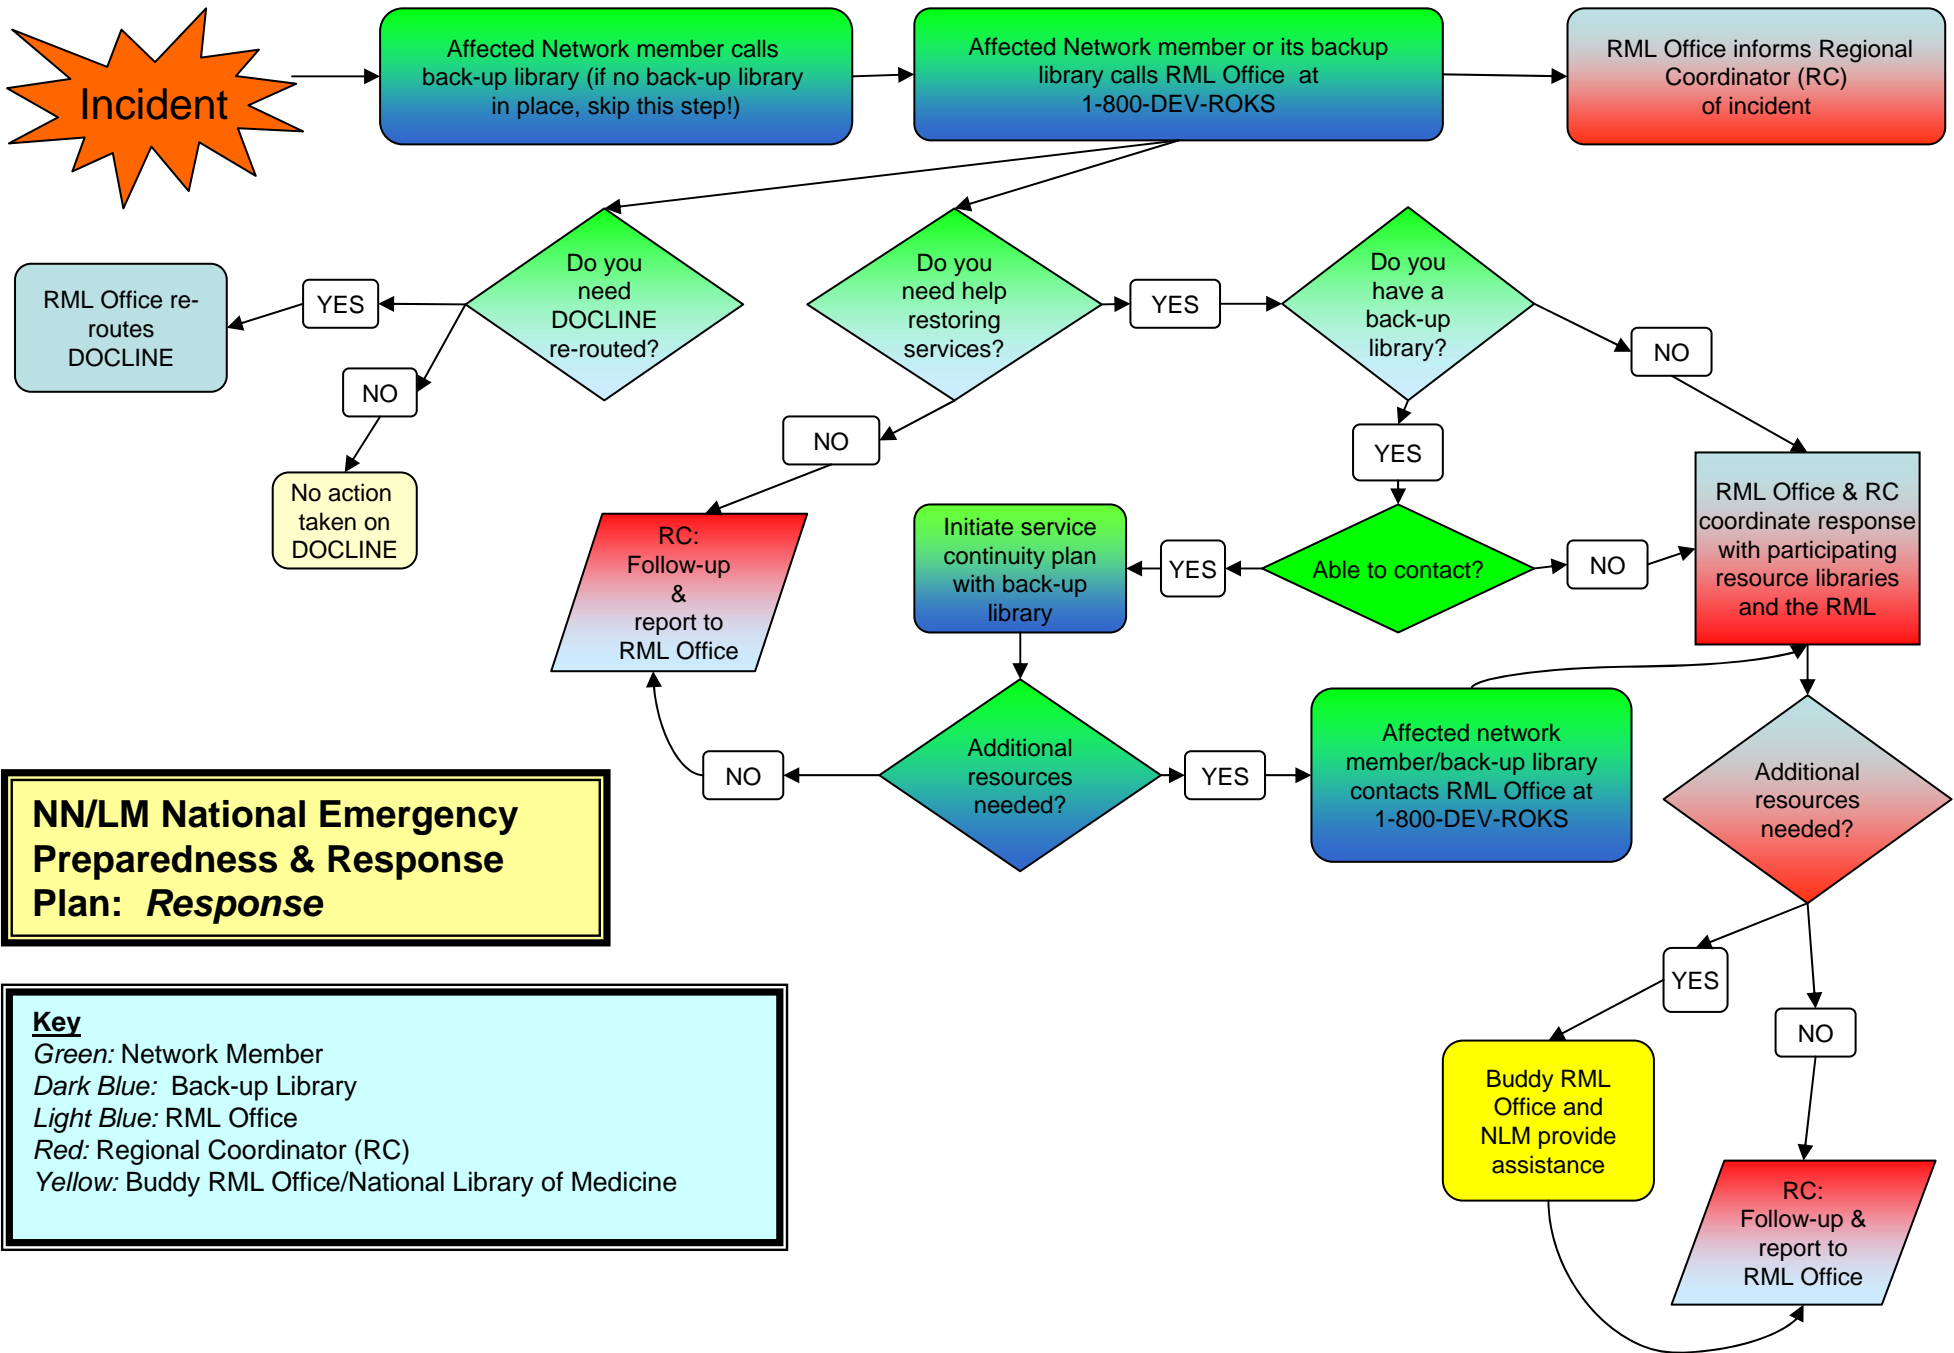 Incident
Affected Network member calls
back-up library (if no back-up library
in place, skip this step!)
Affected Network member or its backup
library calls RML Office at
1-800-DEV-ROKS
RML Office informs Regional
Coordinator (RC)
of incident
RML Office re-
routes
DOCLINE
YES
Do you
need
DOCLINE
re-routed?
NO
No action
taken on
DOCLINE
Do you
need help
restoring
services?
YES
Do you
have a
back-up
library?
NO
NO
YES
RC:
Follow-up
&
report to
RML Office
Initiate service
continuity plan
with back-up
library
YES
Able to contact?
NO
RML Office & RC
coordinate response
with participating
resource libraries
and the RML
NO
Additional
resources
needed?
YES
Affected network
member/back-up library
contacts RML Office at
1-800-DEV-ROKS
Additional
resources
needed?
NN/LM National Emergency
Preparedness & Response
Plan: Response
YES
NO
Key
Green: Network Member
Dark Blue: Back-up Library
Light Blue: RML Office
Red: Regional Coordinator (RC)
Yellow: Buddy RML Office/National Library of Medicine
Buddy RML
Office and
NLM provide
assistance
RC:
Follow-up &
report to
RML Office